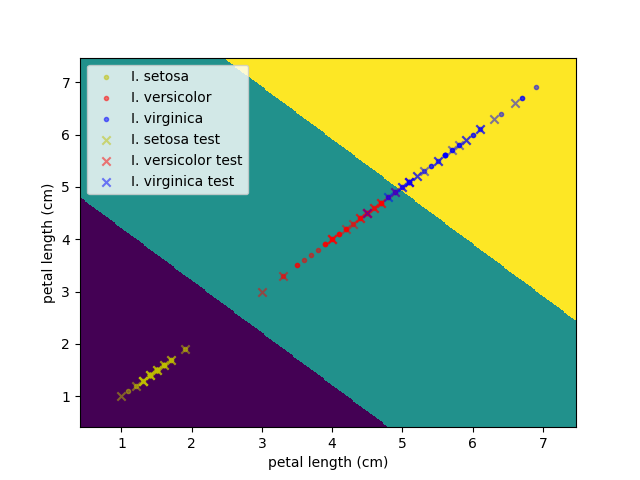 I. setosa
I. versicolor
I. virginica
I. setosa test
I. versicolor test
I. virginica test
petal length (cm)
7
6
5
4
3
2
1
1 2 3 4 5 6 7
petal length (cm)